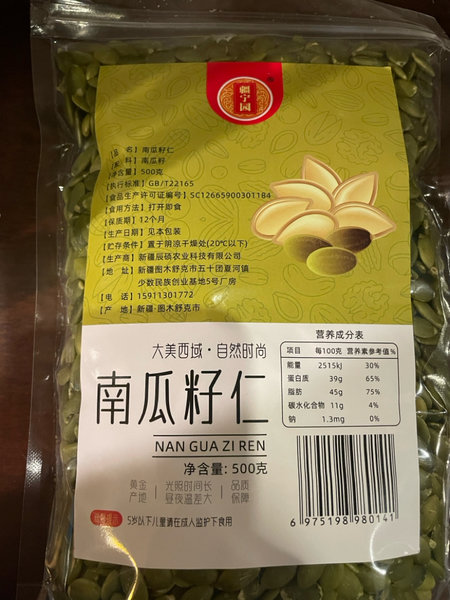 疆宁园
【品 名】南瓜籽仁
【配 料】南瓜籽
【净含量】500克
【执行标准】GB/T22165
【食品生产许可证编号】SC12665900301184
【食用方法】打开即食
【保质期】12个月
【生产日期】见本包装
【贮存条件】置于阴凉干燥处(20℃以下)
【生产商】新疆辰硕农业科技有限公司
【地 址】新疆图木舒克市五十团夏河镇
少数民族创业基地5号厂房
【电 话】15911301772
【产 地】新疆·图木舒克市
大美西域·自然时尚
南瓜籽仁
NAN GUA ZI REN
净含量: 500克
黄金产地
光照时间长
昼夜温差大
品质保障
温馨提示
5岁以下儿童请在成人监护下食用
营养成分表
项目 每100克 营养素参考值%
能量 2515kJ 30%
蛋白质 39g 65%
脂肪 45g 75%
碳水化合物 11g 4%
钠 1.3mg 0%
6 975198 980141